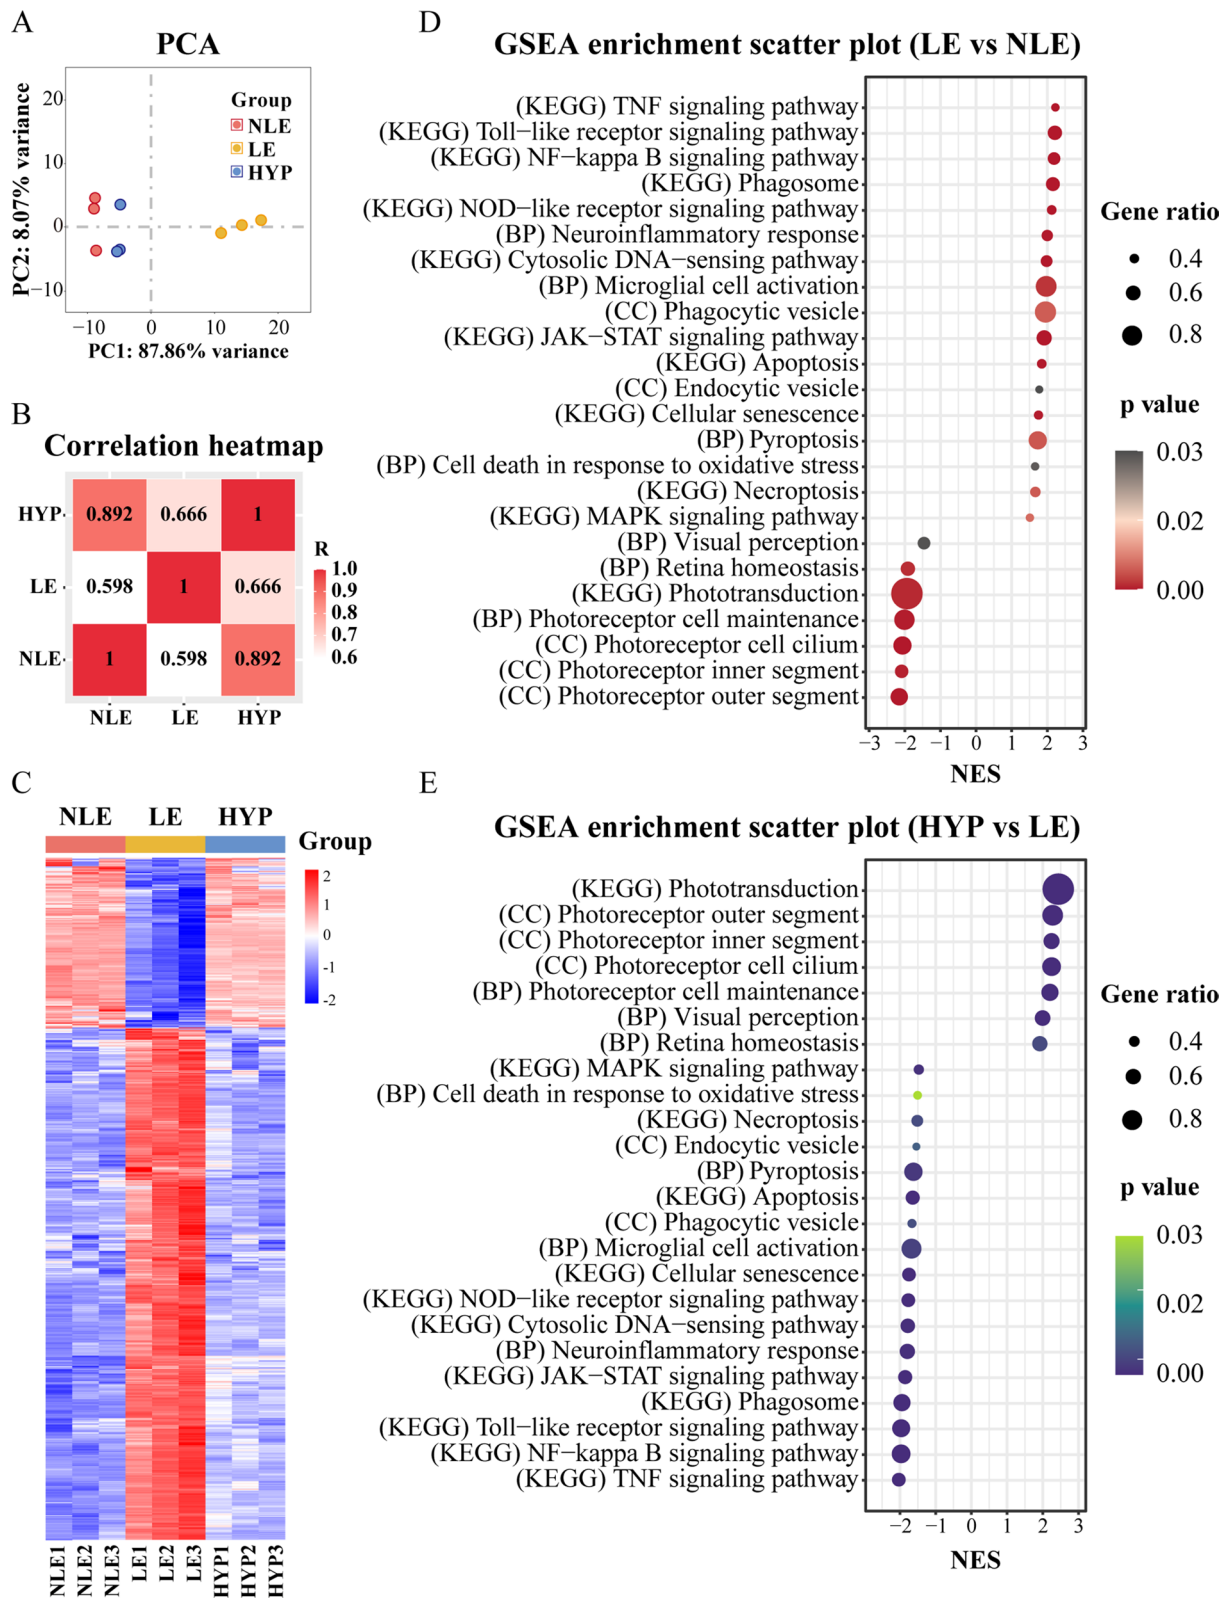 A
PCA
PC2: 8.07% variance
20
10
0
−10
−10 0 10 20
PC1: 87.86% variance
Group
NLE
LE
HYP
B
Correlation heatmap
HYP 0.892 0.666 1
LE 0.598 1 0.666
NLE 1 0.598 0.892
NLE LE HYP
R
1.0
0.9
0.8
0.7
0.6
C
NLE LE HYP
Group
2
1
0
-1
-2
NLE1 NLE2 NLE3 LE1 LE2 LE3 HYP1 HYP2 HYP3
D
GSEA enrichment scatter plot (LE vs NLE)
(KEGG) TNF signaling pathway
(KEGG) Toll−like receptor signaling pathway
(KEGG) NF−kappa B signaling pathway
(KEGG) Phagosome
(KEGG) NOD−like receptor signaling pathway
(BP) Neuroinflammatory response
(KEGG) Cytosolic DNA−sensing pathway
(BP) Microglial cell activation
(CC) Phagocytic vesicle
(KEGG) JAK−STAT signaling pathway
(KEGG) Apoptosis
(CC) Endocytic vesicle
(KEGG) Cellular senescence
(BP) Pyroptosis
(BP) Cell death in response to oxidative stress
(KEGG) Necroptosis
(KEGG) MAPK signaling pathway
(BP) Visual perception
(BP) Retina homeostasis
(KEGG) Phototransduction
(BP) Photoreceptor cell maintenance
(CC) Photoreceptor cell cilium
(CC) Photoreceptor inner segment
(CC) Photoreceptor outer segment
−3 −2 −1 0 1 2 3
NES
Gene ratio
0.4
0.6
0.8
p value
0.03
0.02
0.00
E
GSEA enrichment scatter plot (HYP vs LE)
(KEGG) Phototransduction
(CC) Photoreceptor outer segment
(CC) Photoreceptor inner segment
(CC) Photoreceptor cell cilium
(BP) Photoreceptor cell maintenance
(BP) Visual perception
(BP) Retina homeostasis
(KEGG) MAPK signaling pathway
(BP) Cell death in response to oxidative stress
(KEGG) Necroptosis
(CC) Endocytic vesicle
(BP) Pyroptosis
(KEGG) Apoptosis
(CC) Phagocytic vesicle
(BP) Microglial cell activation
(KEGG) Cellular senescence
(KEGG) NOD−like receptor signaling pathway
(KEGG) Cytosolic DNA−sensing pathway
(BP) Neuroinflammatory response
(KEGG) JAK−STAT signaling pathway
(KEGG) Phagosome
(KEGG) Toll−like receptor signaling pathway
(KEGG) NF−kappa B signaling pathway
(KEGG) TNF signaling pathway
−2 −1 0 1 2 3
NES
Gene ratio
0.4
0.6
0.8
p value
0.03
0.02
0.00